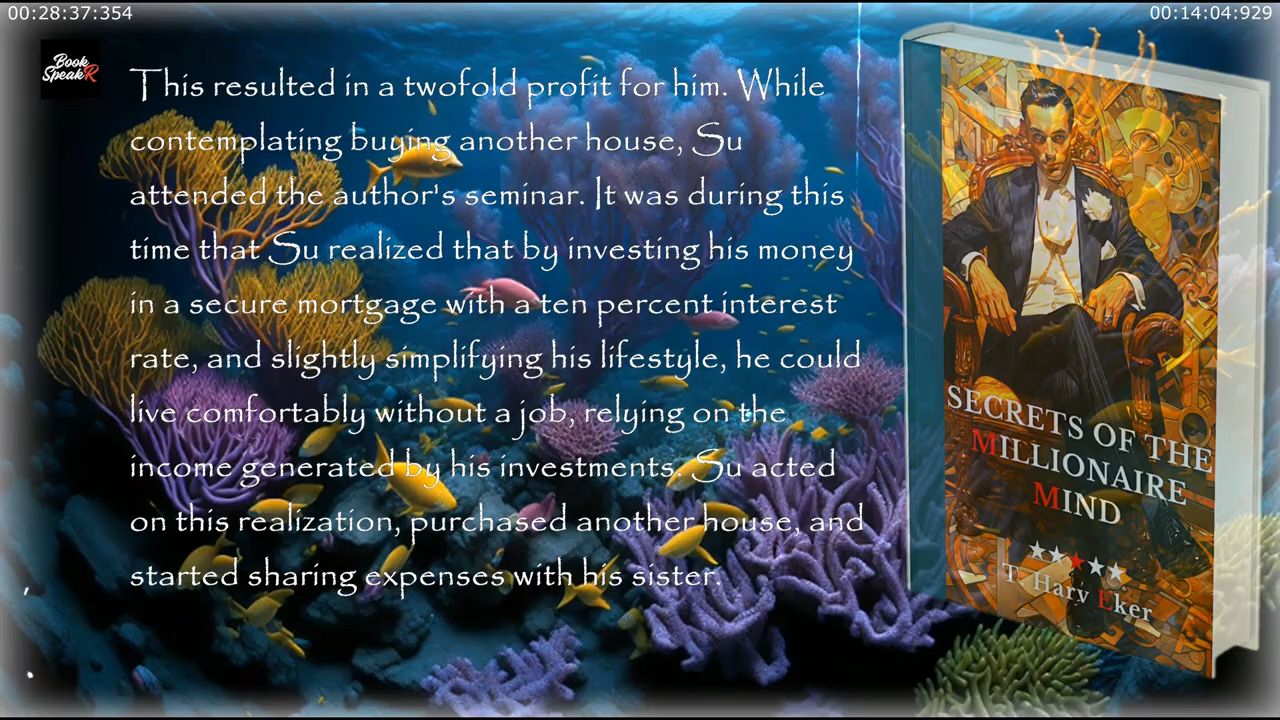 00:28:37:354
00:14:04:929
Book
SpeakR
This resulted in a twofold profit for him. While
contemplating buying another house, Su
attended the author's seminar. It was during this
time that Su realized that by investing his money
in a secure mortgage with a ten percent interest
rate, and slightly simplifying his lifestyle, he could
live comfortably without a job, relying on the
income generated by his investments. Su acted
on this realization, purchased another house, and
started sharing expenses with his sister.
SECRETS OF THE
MILLIONAIRE
MIND
T. Harv Eker